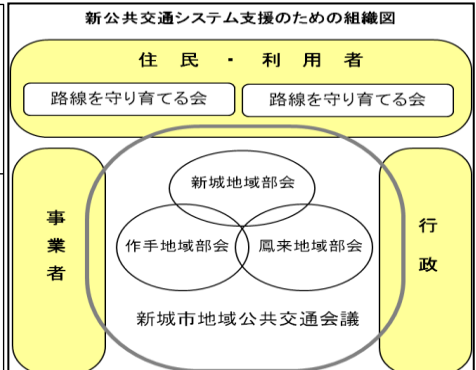 新公共交通システム支援のための組織図
住民・利用者
路線を守り育てる会
路線を守り育てる会
新城地域部会
事業者
作手地域部会
鳳来地域部会
行政
新城市地域公共交通会議